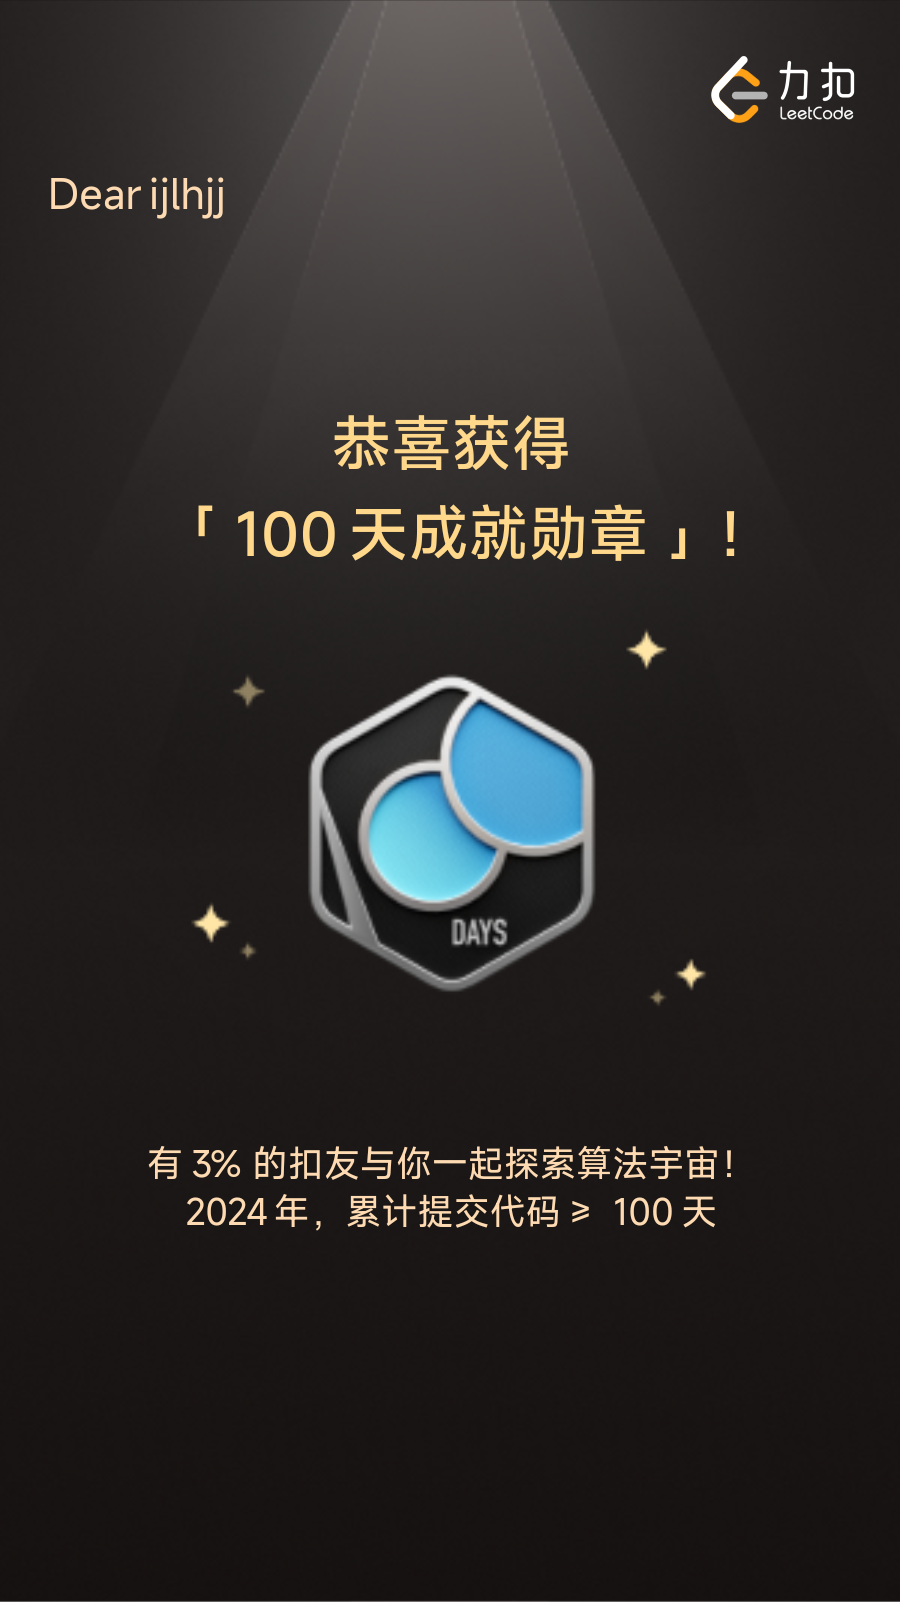 力扣
LeetCode
Dear ijlhjj
恭喜获得
「 100 天成就勋章 」!
DAYS
有 3% 的扣友与你一起探索算法宇宙!
2024 年，累计提交代码 ⩾ 100 天